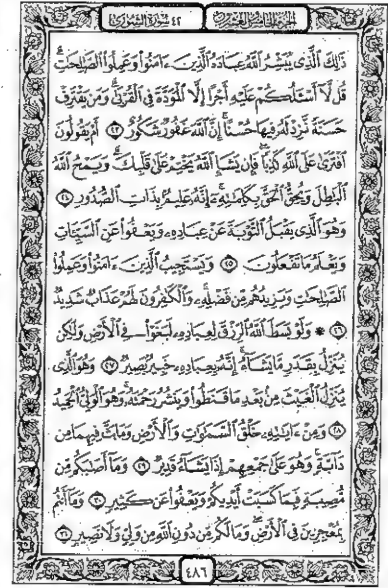 الجزء الخامس والعشرون ٤٢ سورة الشورى
ذَٰلِكَ ٱلَّذِى يُبَشِّرُ ٱللَّهُ عِبَادَهُ ٱلَّذِينَ ءَامَنُوا۟ وَعَمِلُوا۟ ٱلصَّٰلِحَٰتِ ۗ
قُل لَّآ أَسْـَٔلُكُمْ عَلَيْهِ أَجْرًا إِلَّا ٱلْمَوَدَّةَ فِى ٱلْقُرْبَىٰ ۗ وَمَن يَقْتَرِفْ
حَسَنَةً نَّزِدْ لَهُۥ فِيهَا حُسْنًا ۚ إِنَّ ٱللَّهَ غَفُورٌ شَكُورٌ ٢٣ أَمْ يَقُولُونَ
ٱفْتَرَىٰ عَلَى ٱللَّهِ كَذِبًا ۖ فَإِن يَشَإِ ٱللَّهُ يَخْتِمْ عَلَىٰ قَلْبِكَ ۗ وَيَمْحُ ٱللَّهُ
ٱلْبَٰطِلَ وَيُحِقُّ ٱلْحَقَّ بِكَلِمَٰتِهِۦٓ ۚ إِنَّهُۥ عَلِيمٌۢ بِذَاتِ ٱلصُّدُورِ ٢٤
وَهُوَ ٱلَّذِى يَقْبَلُ ٱلتَّوْبَةَ عَنْ عِبَادِهِۦ وَيَعْفُوا۟ عَنِ ٱلسَّيِّـَٔاتِ
وَيَعْلَمُ مَا تَفْعَلُونَ ٢٥ وَيَسْتَجِيبُ ٱلَّذِينَ ءَامَنُوا۟ وَعَمِلُوا۟
ٱلصَّٰلِحَٰتِ وَيَزِيدُهُم مِّن فَضْلِهِۦ ۚ وَٱلْكَٰفِرُونَ لَهُمْ عَذَابٌ شَدِيدٌ
٢٦ ۞ وَلَوْ بَسَطَ ٱللَّهُ ٱلرِّزْقَ لِعِبَادِهِۦ لَبَغَوْا۟ فِى ٱلْأَرْضِ وَلَٰكِن
يُنَزِّلُ بِقَدَرٍ مَّا يَشَآءُ ۚ إِنَّهُۥ بِعِبَادِهِۦ خَبِيرٌۢ بَصِيرٌ ٢٧ وَهُوَ ٱلَّذِى
يُنَزِّلُ ٱلْغَيْثَ مِنۢ بَعْدِ مَا قَنَطُوا۟ وَيَنشُرُ رَحْمَتَهُۥ ۚ وَهُوَ ٱلْوَلِىُّ ٱلْحَمِيدُ
٢٨ وَمِنْ ءَايَٰتِهِۦ خَلْقُ ٱلسَّمَٰوَٰتِ وَٱلْأَرْضِ وَمَا بَثَّ فِيهِمَا مِن
دَآبَّةٍ ۚ وَهُوَ عَلَىٰ جَمْعِهِمْ إِذَا يَشَآءُ قَدِيرٌ ٢٩ وَمَآ أَصَٰبَكُم مِّن
مُّصِيبَةٍ فَبِمَا كَسَبَتْ أَيْدِيكُمْ وَيَعْفُوا۟ عَن كَثِيرٍ ٣٠ وَمَآ أَنتُم
بِمُعْجِزِينَ فِى ٱلْأَرْضِ ۖ وَمَا لَكُم مِّن دُونِ ٱللَّهِ مِن وَلِىٍّ وَلَا نَصِيرٍ ٣١
٤٨٦